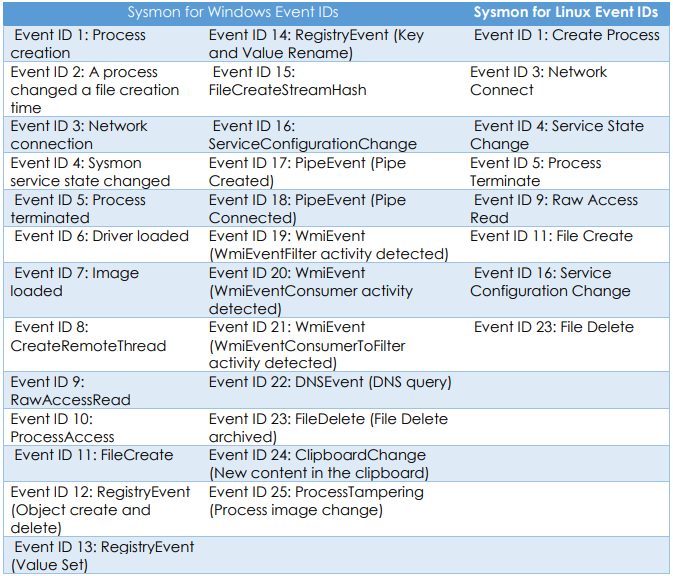 Sysmon for Windows Event IDs
Sysmon for Linux Event IDs
Event ID 1: Process
creation
Event ID 14: RegistryEvent (Key
and Value Rename)
Event ID 1: Create Process
Event ID 2: A process
changed a file creation
time
Event ID 15:
FileCreateStreamHash
Event ID 3: Network
Connect
Event ID 3: Network
connection
Event ID 16:
ServiceConfigurationChange
Event ID 4: Service State
Change
Event ID 4: Sysmon
service state changed
Event ID 17: PipeEvent (Pipe
Created)
Event ID 5: Process
Terminate
Event ID 5: Process
terminated
Event ID 18: PipeEvent (Pipe
Connected)
Event ID 9: Raw Access
Read
Event ID 6: Driver loaded
Event ID 19: WmiEvent
(WmiEventFilter activity detected)
Event ID 11: File Create
Event ID 7: Image
loaded
Event ID 20: WmiEvent
(WmiEventConsumer activity
detected)
Event ID 16: Service
Configuration Change
Event ID 8:
CreateRemoteThread
Event ID 21: WmiEvent
(WmiEventConsumerToFilter
activity detected)
Event ID 23: File Delete
Event ID 9:
RawAccessRead
Event ID 22: DNSEvent (DNS query)
Event ID 10:
ProcessAccess
Event ID 23: FileDelete (File Delete
archived)
Event ID 11: FileCreate
Event ID 24: ClipboardChange
(New content in the clipboard)
Event ID 12: RegistryEvent
(Object create and
delete)
Event ID 25: ProcessTampering
(Process image change)
Event ID 13: RegistryEvent
(Value Set)